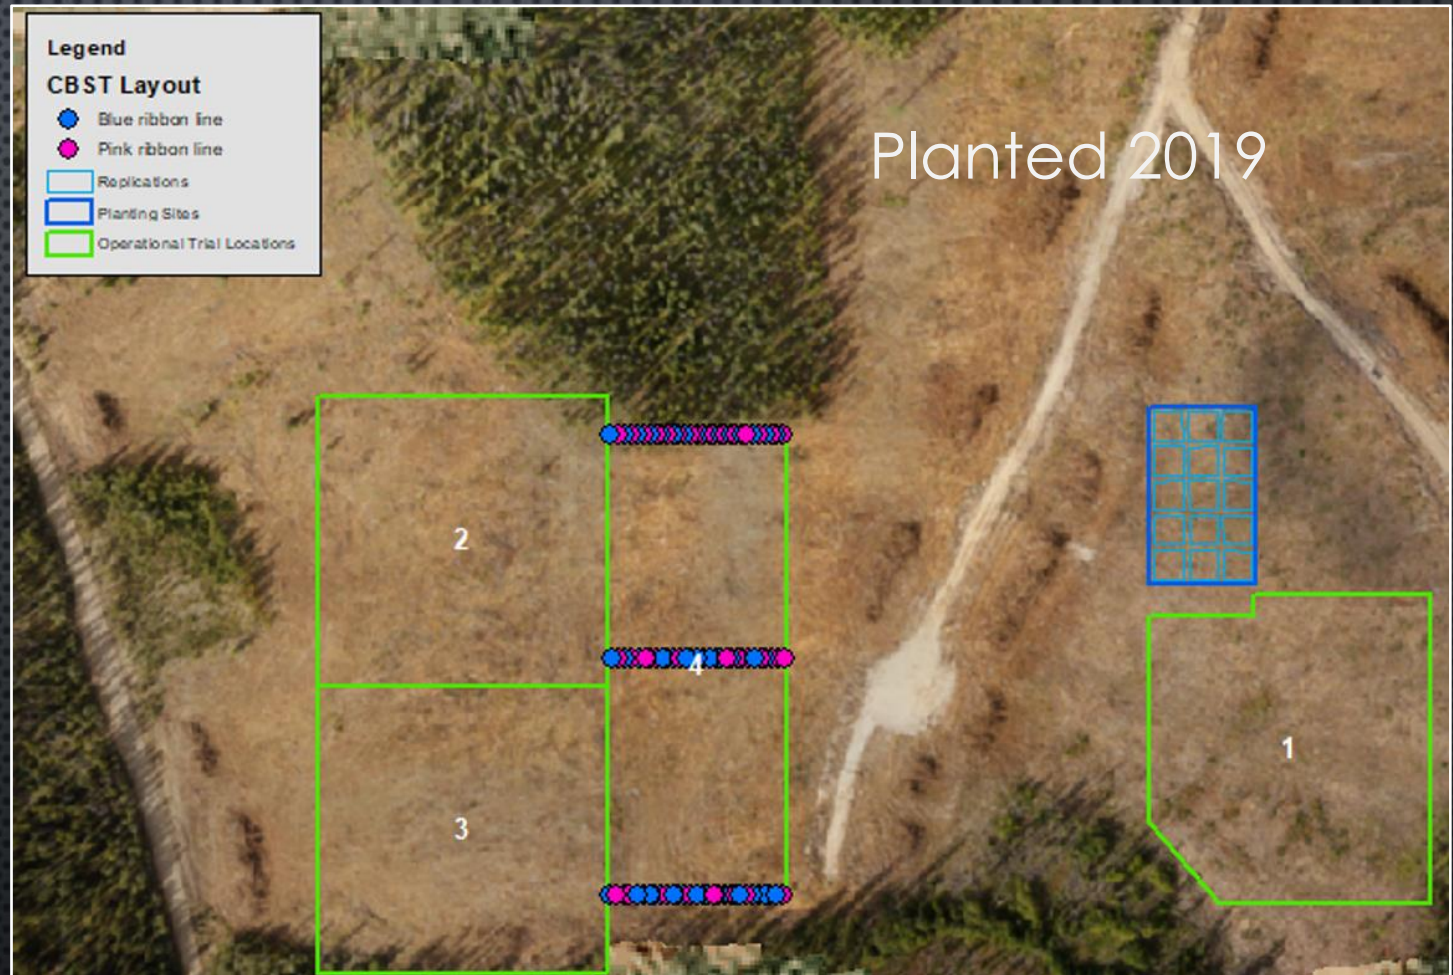 Legend
CBST Layout
Blue ribbon line
Pink ribbon line
Replications
Planting Sites
Operational Trial Locations
Planted 2019
2
4
1
3